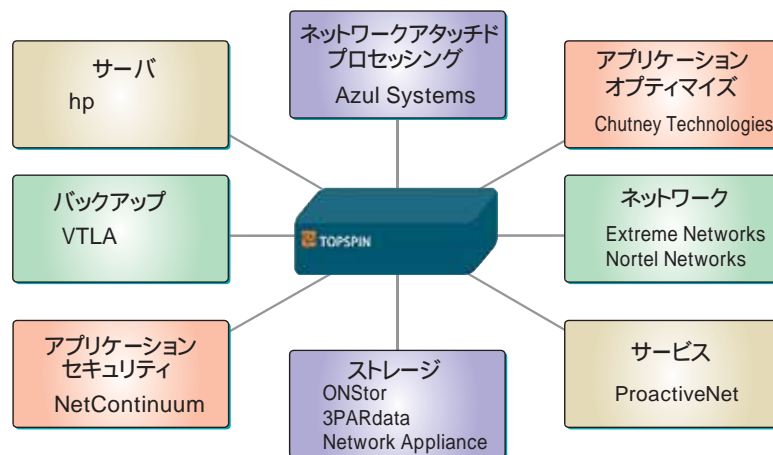 サーバ
hp
ネットワークアタッチド
プロセッシング
Azul Systems
アプリケーション
オプティマイズ
Chutney Technologies
バックアップ
VTLA
TOPSPIN
ネットワーク
Extreme Networks
Nortel Networks
アプリケーション
セキュリティ
NetContinuum
ストレージ
ONStor
3PARdata
Network Appliance
サービス
ProactiveNet